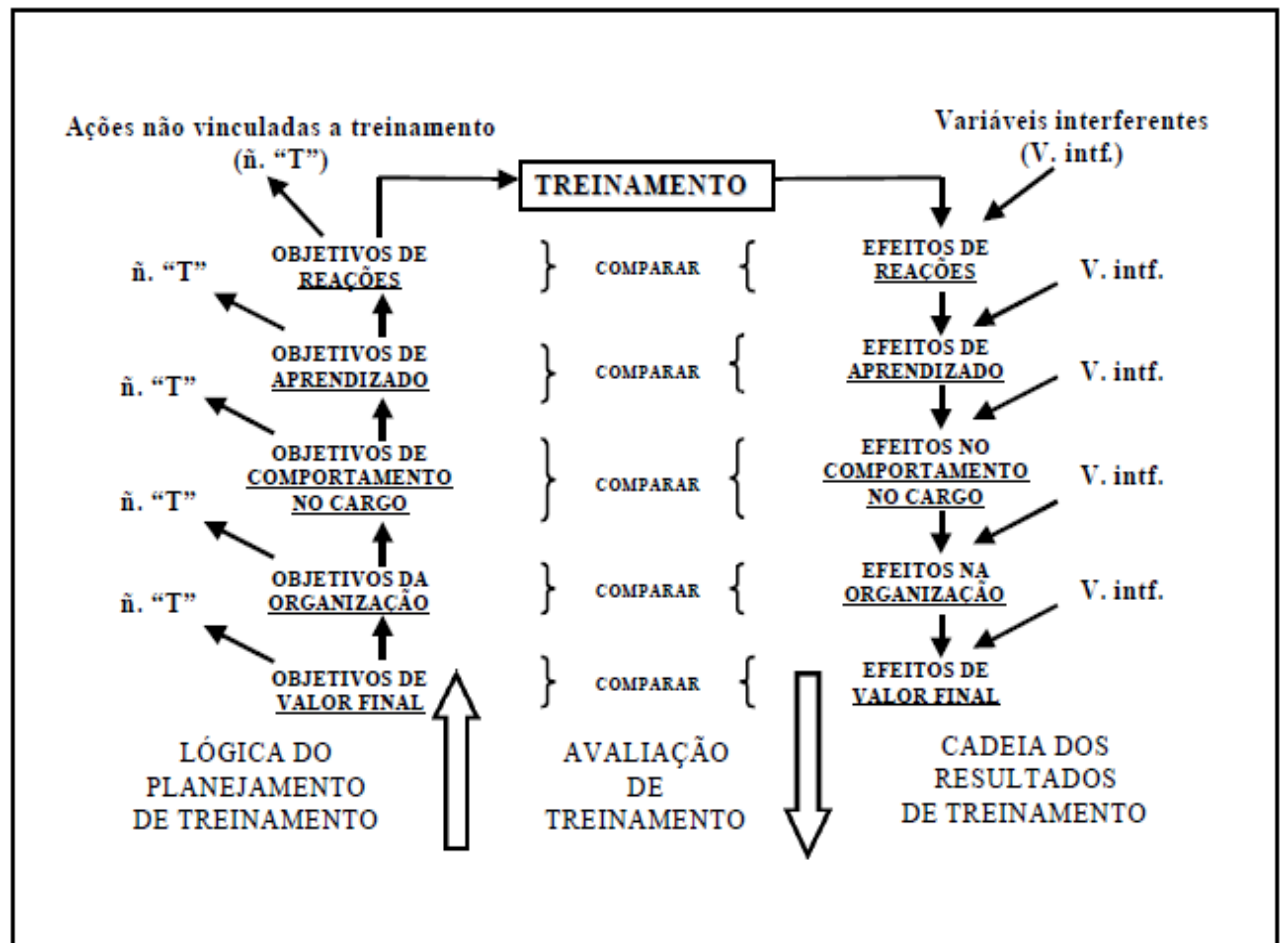 Ações não vinculadas a treinamento
(ñ. “T”)
Variáveis interferentes
(V. intf.)
TREINAMENTO
OBJETIVOS DE
REAÇÕES
} COMPARAR {
EFEITOS DE
REAÇÕES
ñ. “T”
V. intf.
OBJETIVOS DE
APRENDIZADO
} COMPARAR {
EFEITOS DE
APRENDIZADO
ñ. “T”
V. intf.
OBJETIVOS DE
COMPORTAMENTO
NO CARGO
} COMPARAR {
EFEITOS NO
COMPORTAMENTO
NO CARGO
ñ. “T”
V. intf.
OBJETIVOS DA
ORGANIZAÇÃO
} COMPARAR {
EFEITOS NA
ORGANIZAÇÃO
ñ. “T”
V. intf.
OBJETIVOS DE
VALOR FINAL
} COMPARAR {
EFEITOS DE
VALOR FINAL
LÓGICA DO
PLANEJAMENTO
DE TREINAMENTO
AVALIAÇÃO
DE
TREINAMENTO
CADEIA DOS
RESULTADOS
DE TREINAMENTO